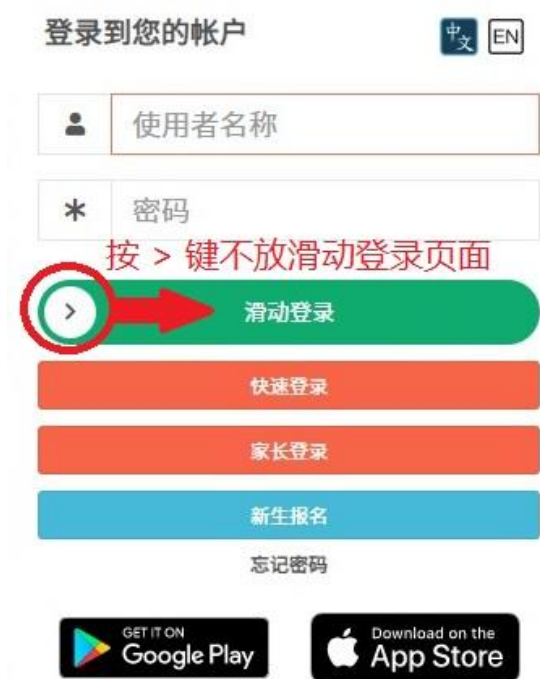 登录到您的帐户
中文 EN
使用者名称
密码
按 > 键不放滑动登录页面
> 滑动登录
快速登录
家长登录
新生报名
忘记密码
GET IT ON
Google Play
Download on the
App Store